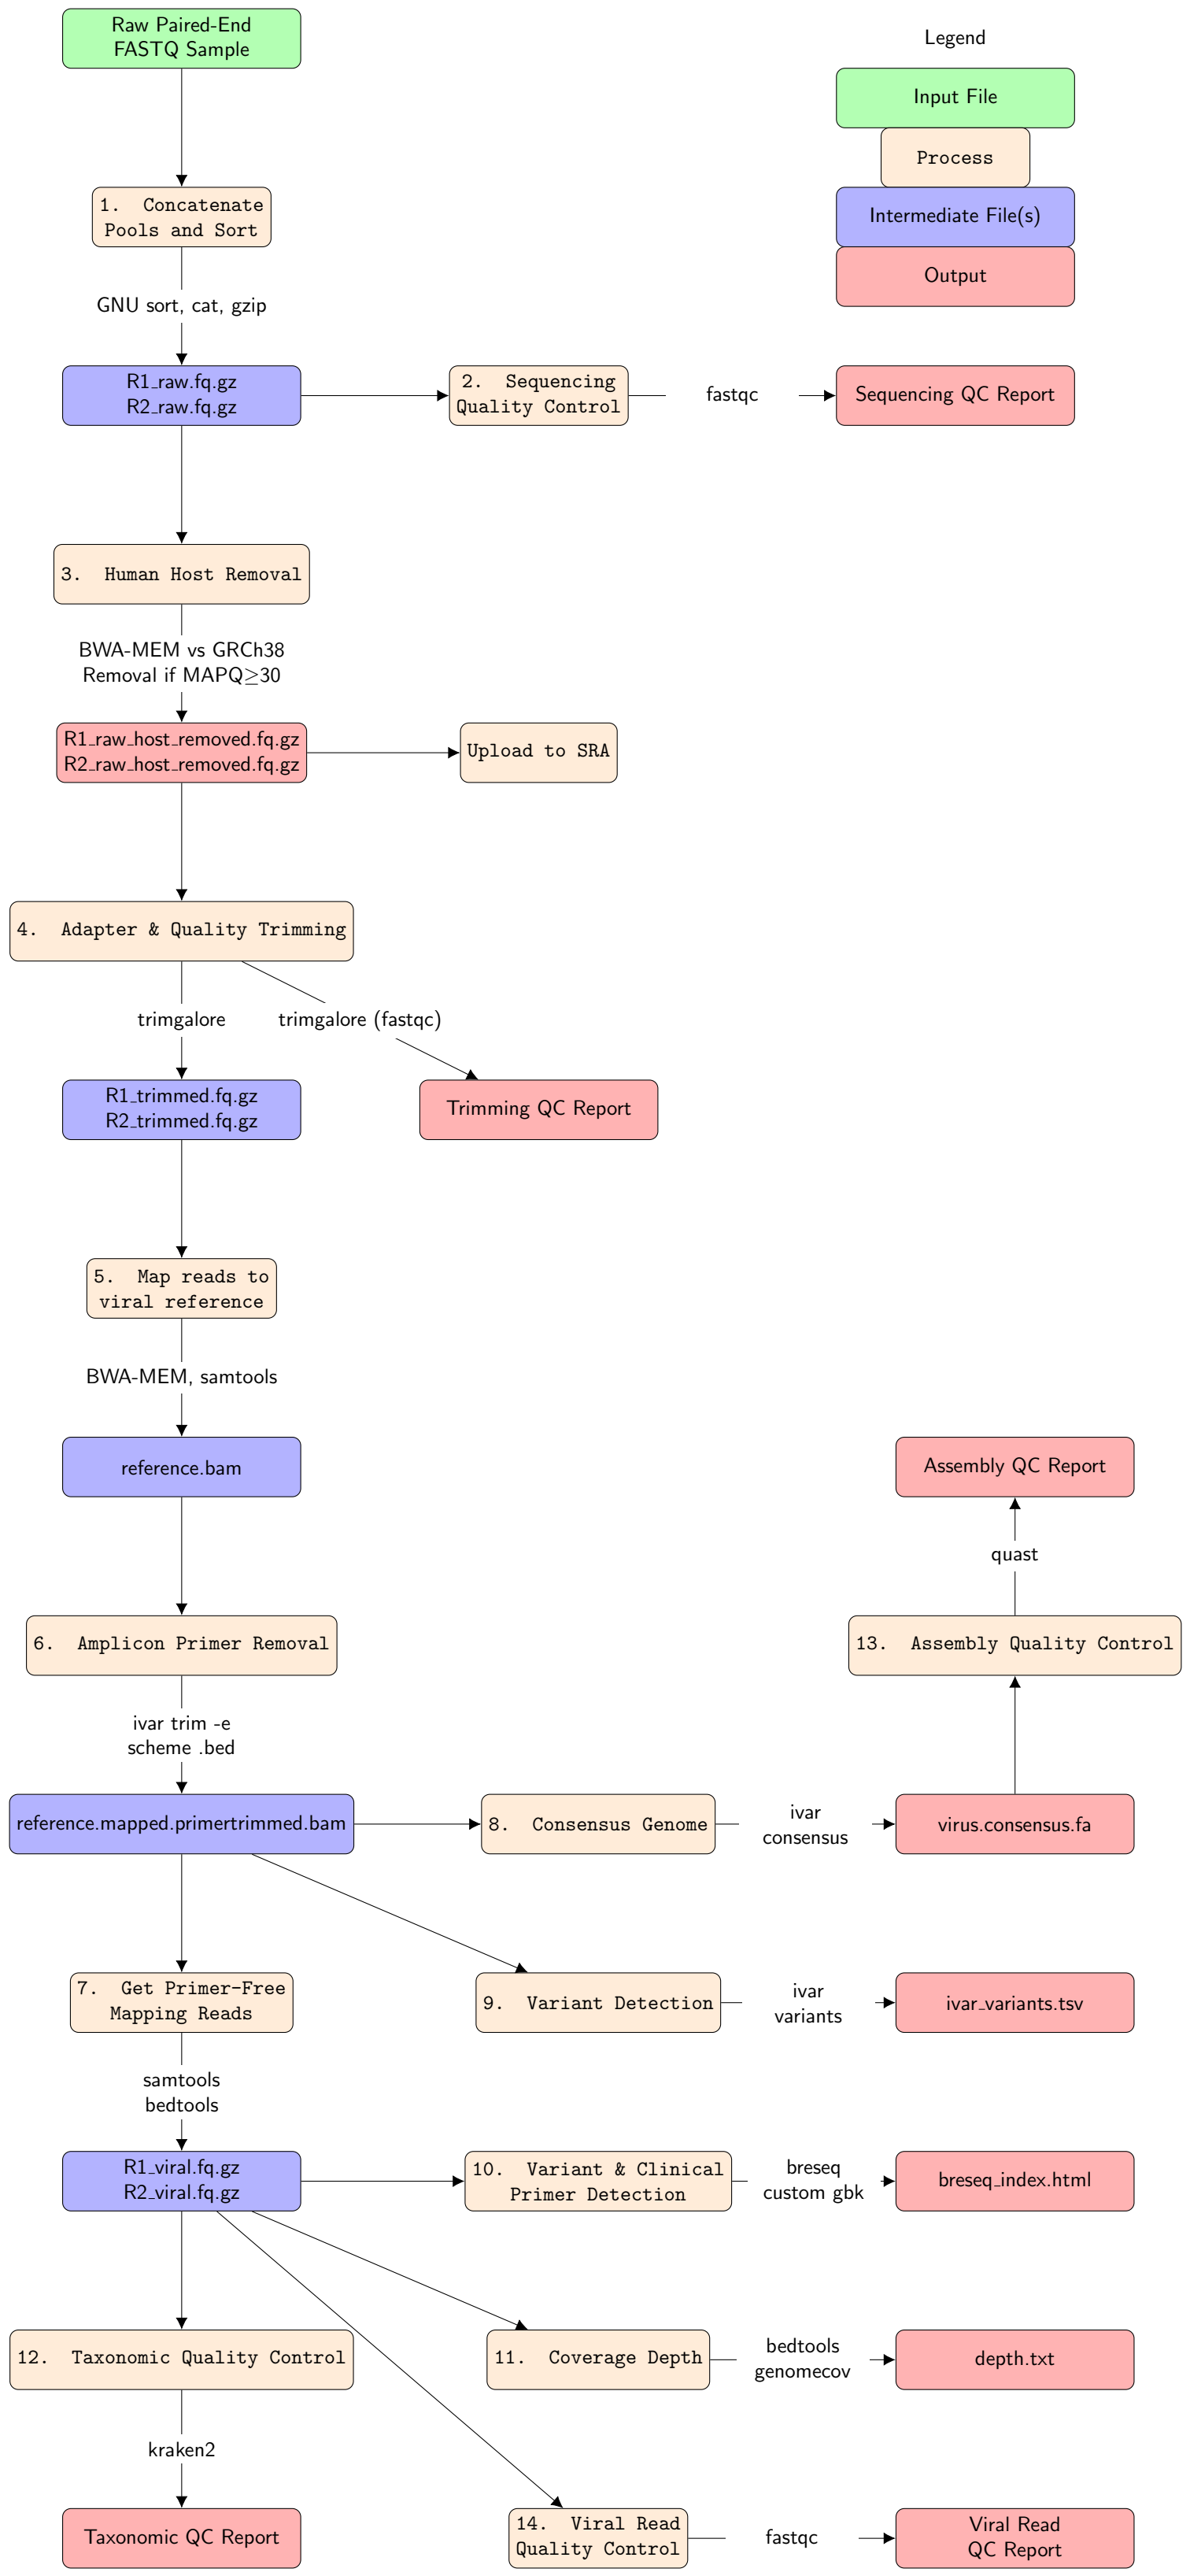 Raw Paired-End
FASTQ Sample
Legend
Input File
Process
Intermediate File(s)
Output
1. Concatenate
Pools and Sort
GNU sort, cat, gzip
R1_raw.fq.gz
R2_raw.fq.gz
2. Sequencing
Quality Control
fastqc
Sequencing QC Report
3. Human Host Removal
BWA-MEM vs GRCh38
Removal if MAPQ≥30
R1_raw_host_removed.fq.gz
R2_raw_host_removed.fq.gz
Upload to SRA
4. Adapter & Quality Trimming
trimgalore
trimgalore (fastqc)
R1_trimmed.fq.gz
R2_trimmed.fq.gz
Trimming QC Report
5. Map reads to
viral reference
BWA-MEM, samtools
reference.bam
Assembly QC Report
quast
6. Amplicon Primer Removal
13. Assembly Quality Control
ivar trim -e
scheme .bed
reference.mapped.primertrimmed.bam
8. Consensus Genome
ivar
consensus
virus.consensus.fa
7. Get Primer-Free
Mapping Reads
9. Variant Detection
ivar
variants
ivar_variants.tsv
samtools
bedtools
R1_viral.fq.gz
R2_viral.fq.gz
10. Variant & Clinical
Primer Detection
breseq
custom gbk
breseq_index.html
12. Taxonomic Quality Control
11. Coverage Depth
bedtools
genomecov
depth.txt
kraken2
Taxonomic QC Report
14. Viral Read
Quality Control
fastqc
Viral Read
QC Report